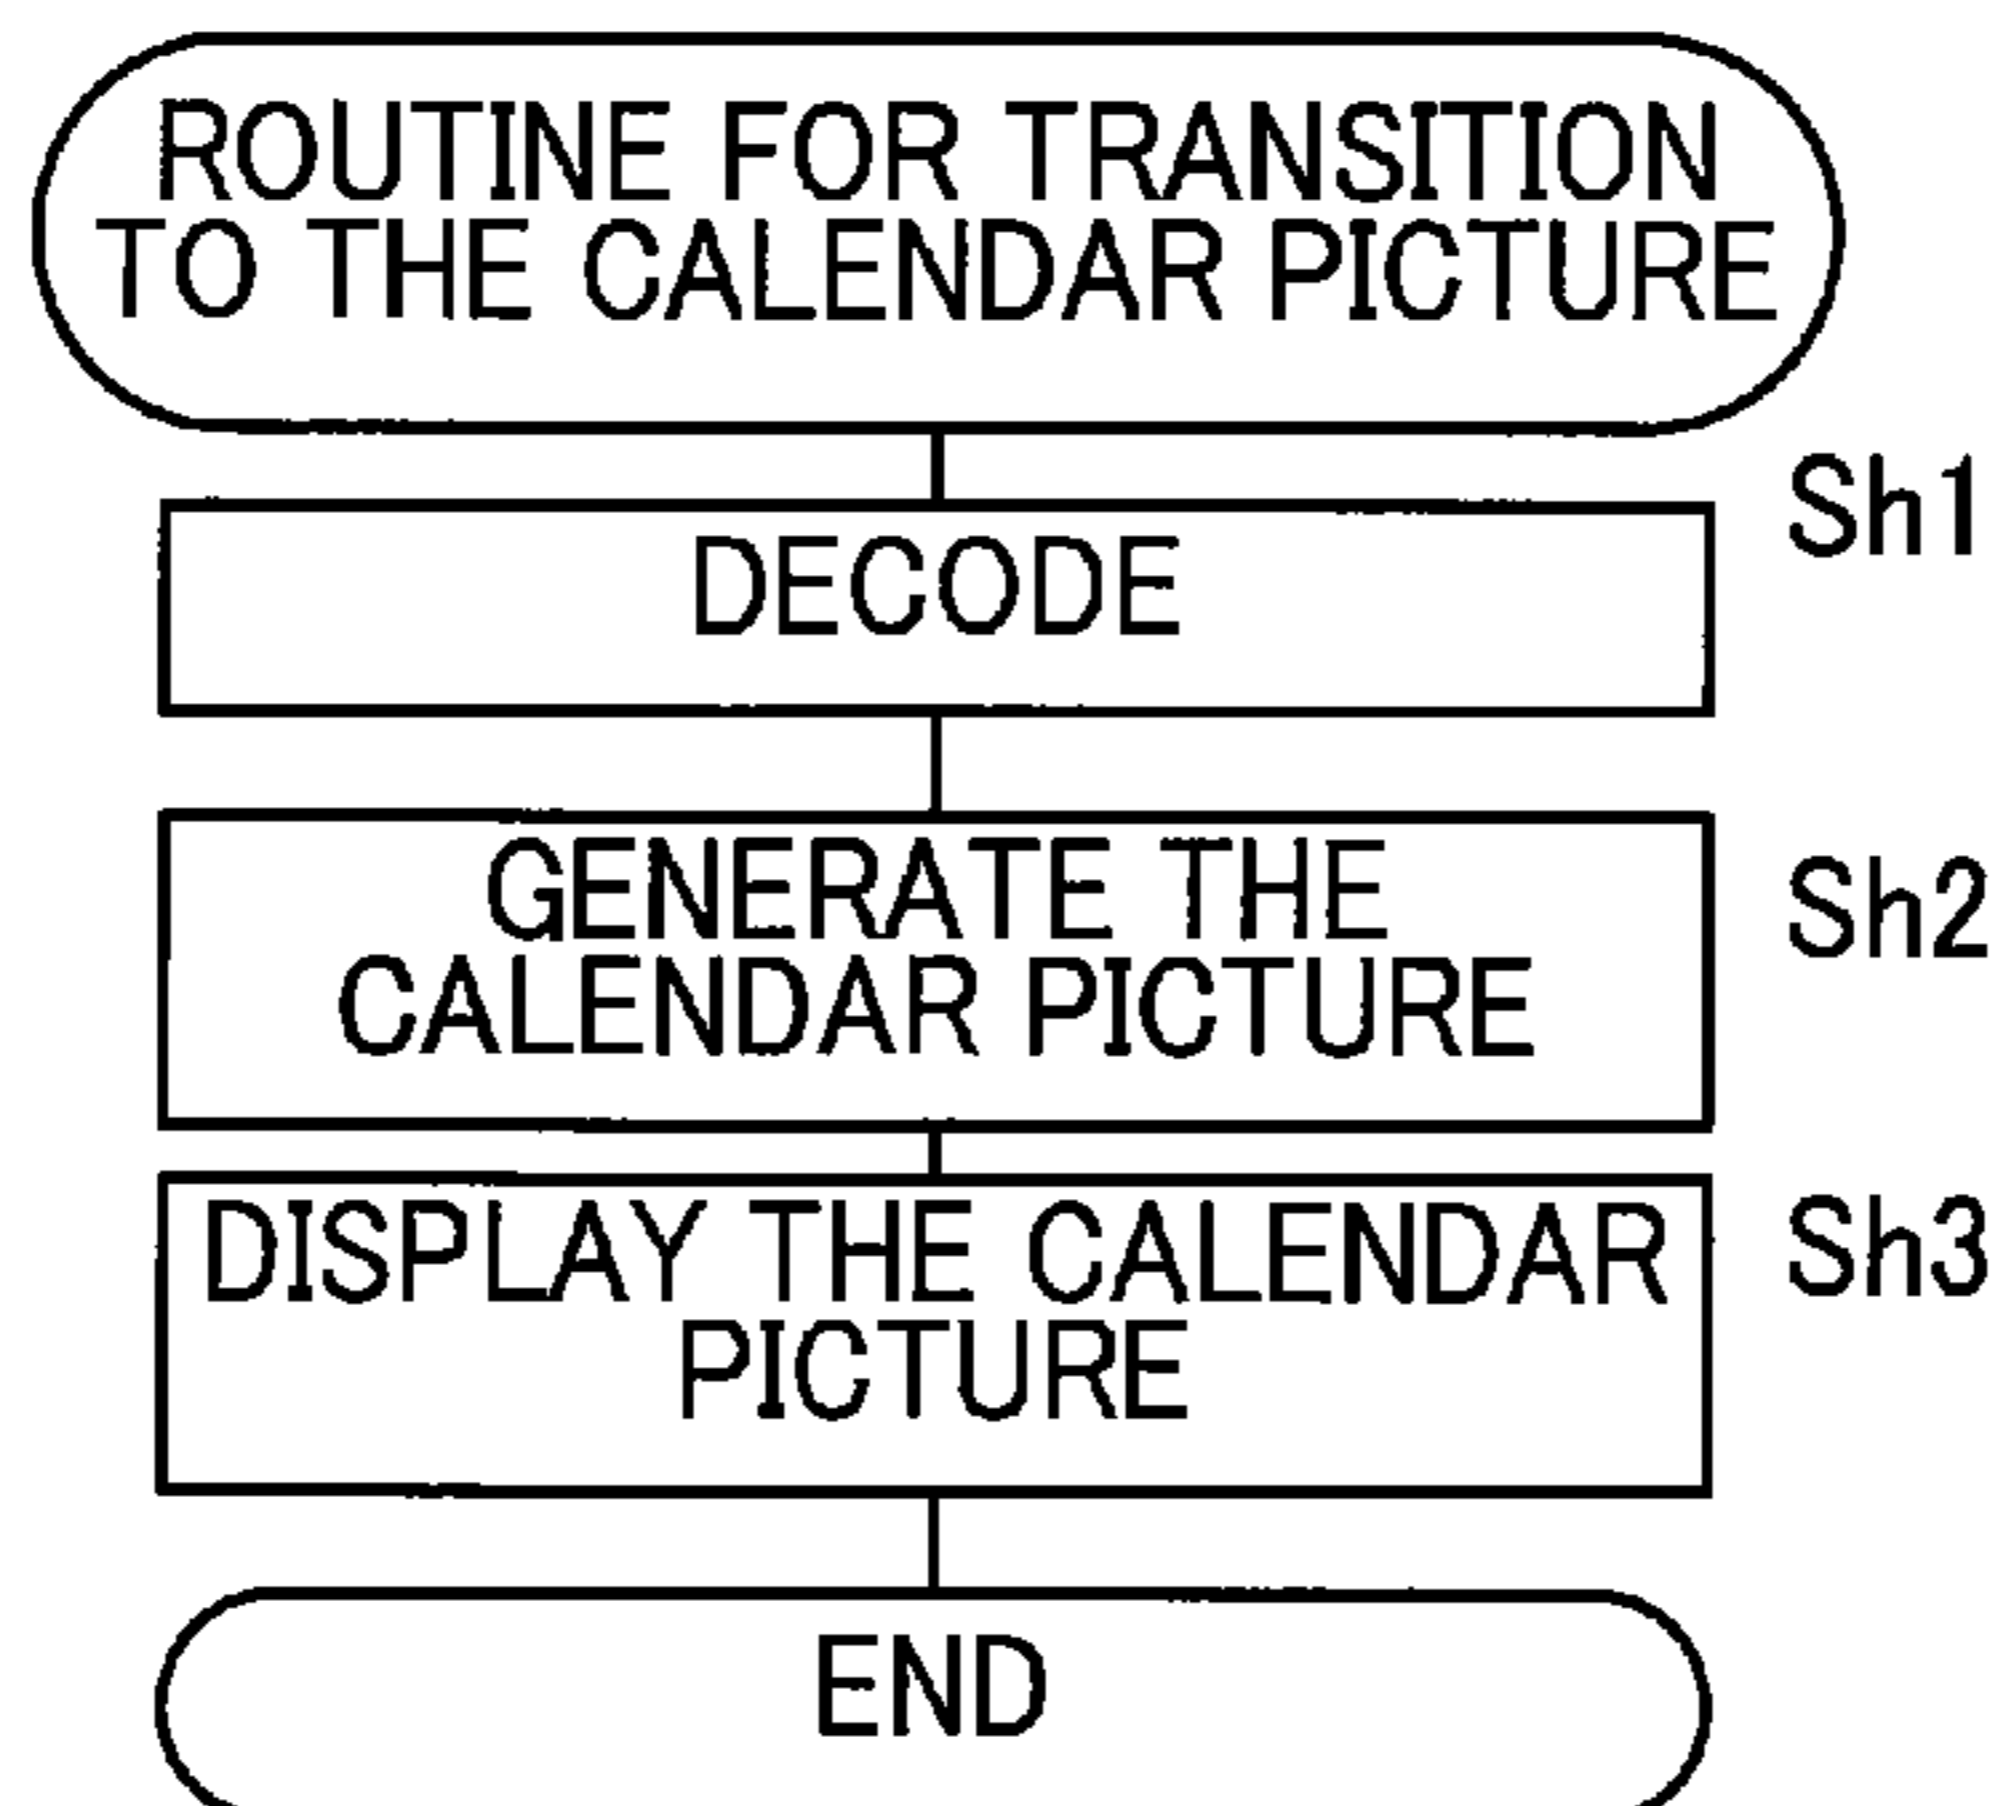 ROUTINE FOR TRANSITION
TO THE CALENDAR PICTURE
Sh1
DECODE
GENERATE THE
Sh2
CALENDAR PICTURE
DISPLAY THE CALENDAR
Sh3
PICTURE
END